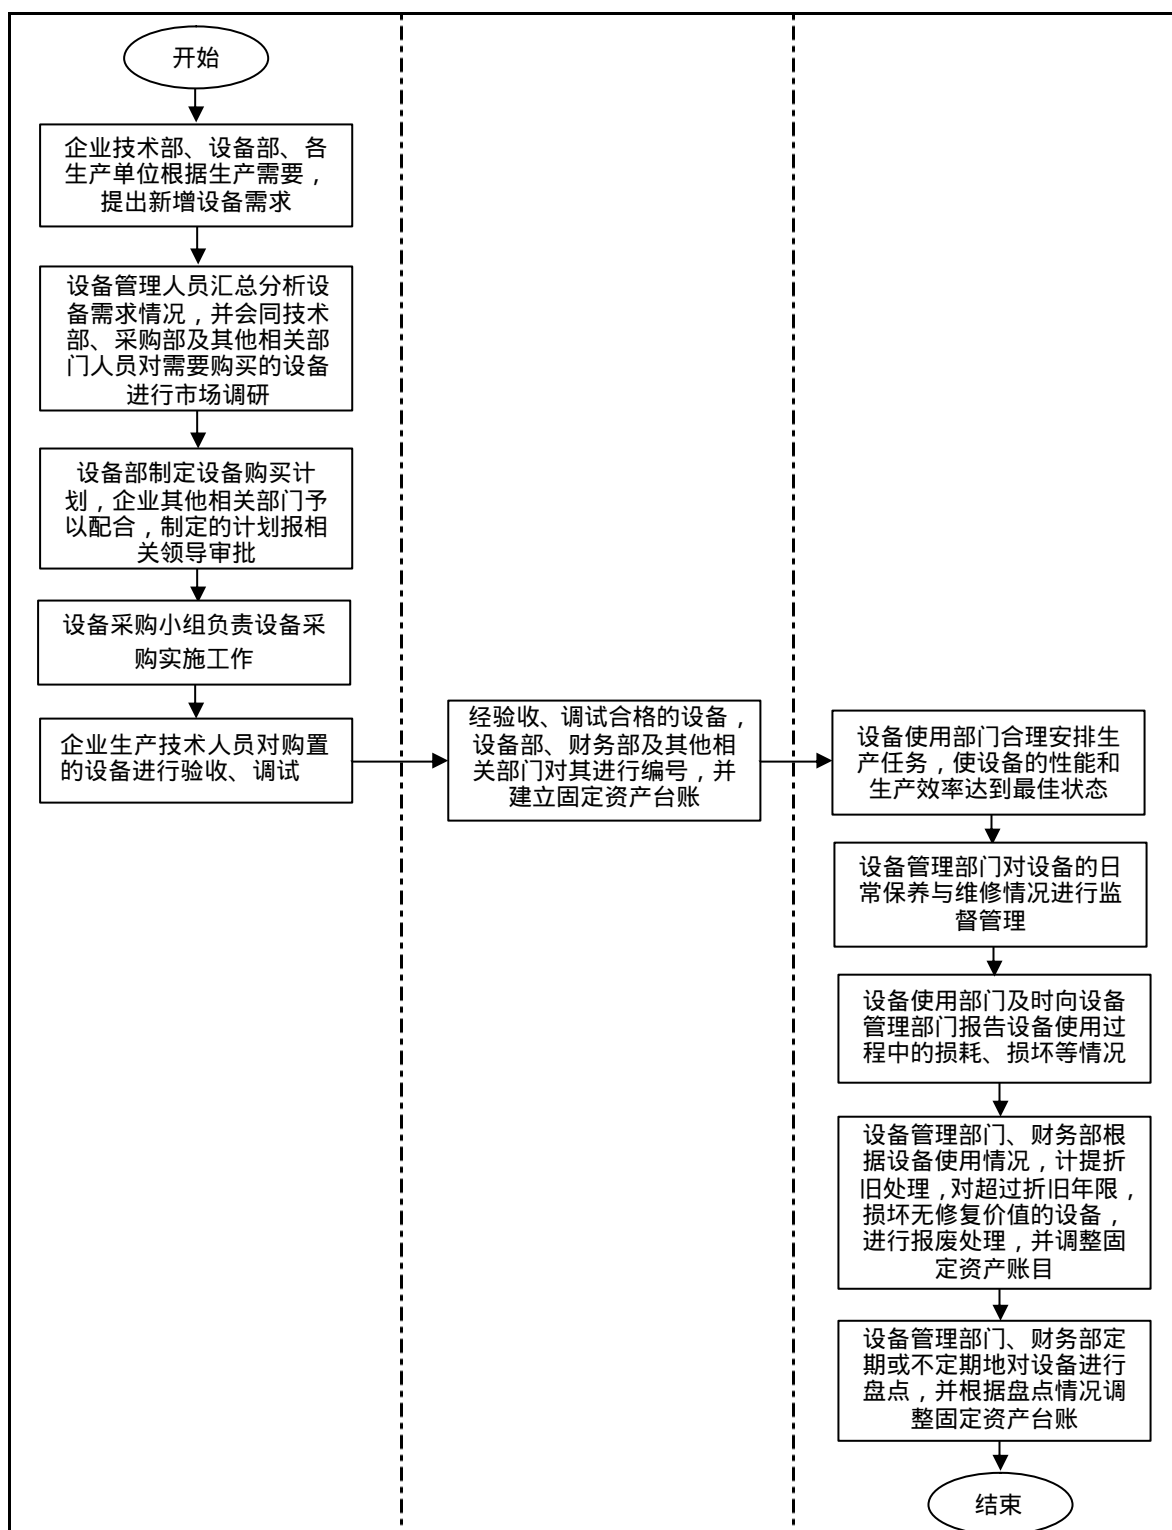 开始
企业技术部、设备部、各
生产单位根据生产需要，
提出新增设备需求
设备管理人员汇总分析设
备需求情况，并会同技术
部、采购部及其他相关部
门人员对需要购买的设备
进行市场调研
设备部制定设备购买计
划，企业其他相关部门予
以配合，制定的计划报相
关领导审批
设备采购小组负责设备采
购实施工作
企业生产技术人员对购置
的设备进行验收、调试
经验收、调试合格的设备，
设备部、财务部及其他相
关部门对其进行编号，并
建立固定资产台账
设备使用部门合理安排生
产任务，使设备的性能和
生产效率达到最佳状态
设备管理部门对设备的日
常保养与维修情况进行监
督管理
设备使用部门及时向设备
管理部门报告设备使用过
程中的损耗、损坏等情况
设备管理部门、财务部根
据设备使用情况，计提折
旧处理，对超过折旧年限，
损坏无修复价值的设备，
进行报废处理，并调整固
定资产账目
设备管理部门、财务部定
期或不定期地对设备进行
盘点，并根据盘点情况调
整固定资产台账
结束